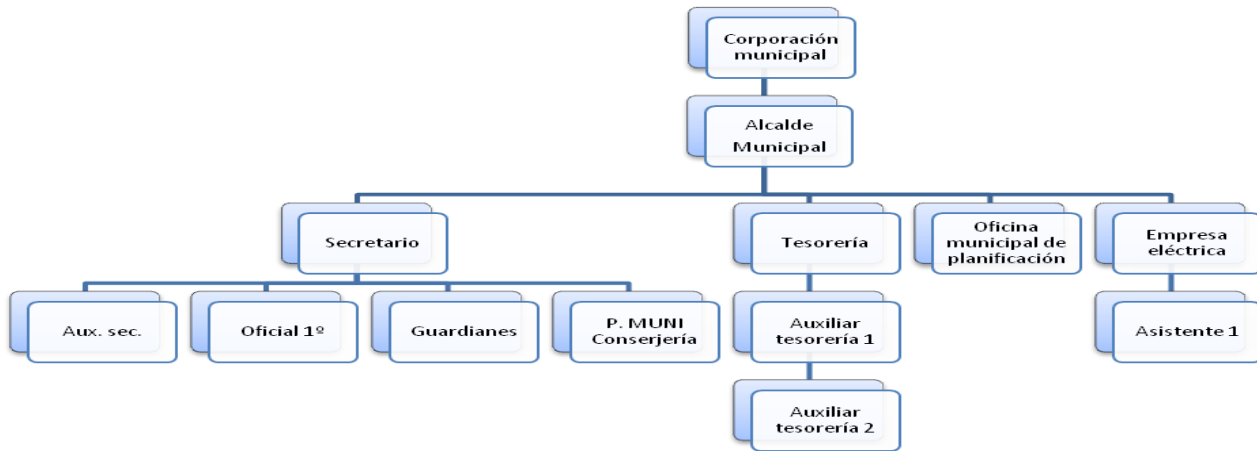 Corporación
municipal
Alcalde
Municipal
Secretario
Tesorería
Oficina
municipal de
planificación
Empresa
eléctrica
Aux. sec.
Oficial 1º
Guardianes
P. MUNI
Conserjería
Auxiliar
tesorería 1
Asistente 1
Auxiliar
tesorería 2